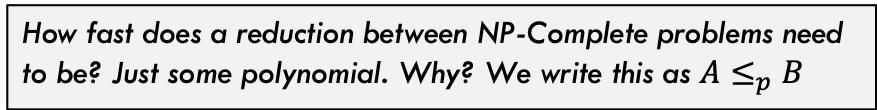 How fast does a reduction between NP-Complete problems need
to be? Just some polynomial. Why? We write this as A ≤ₚ B